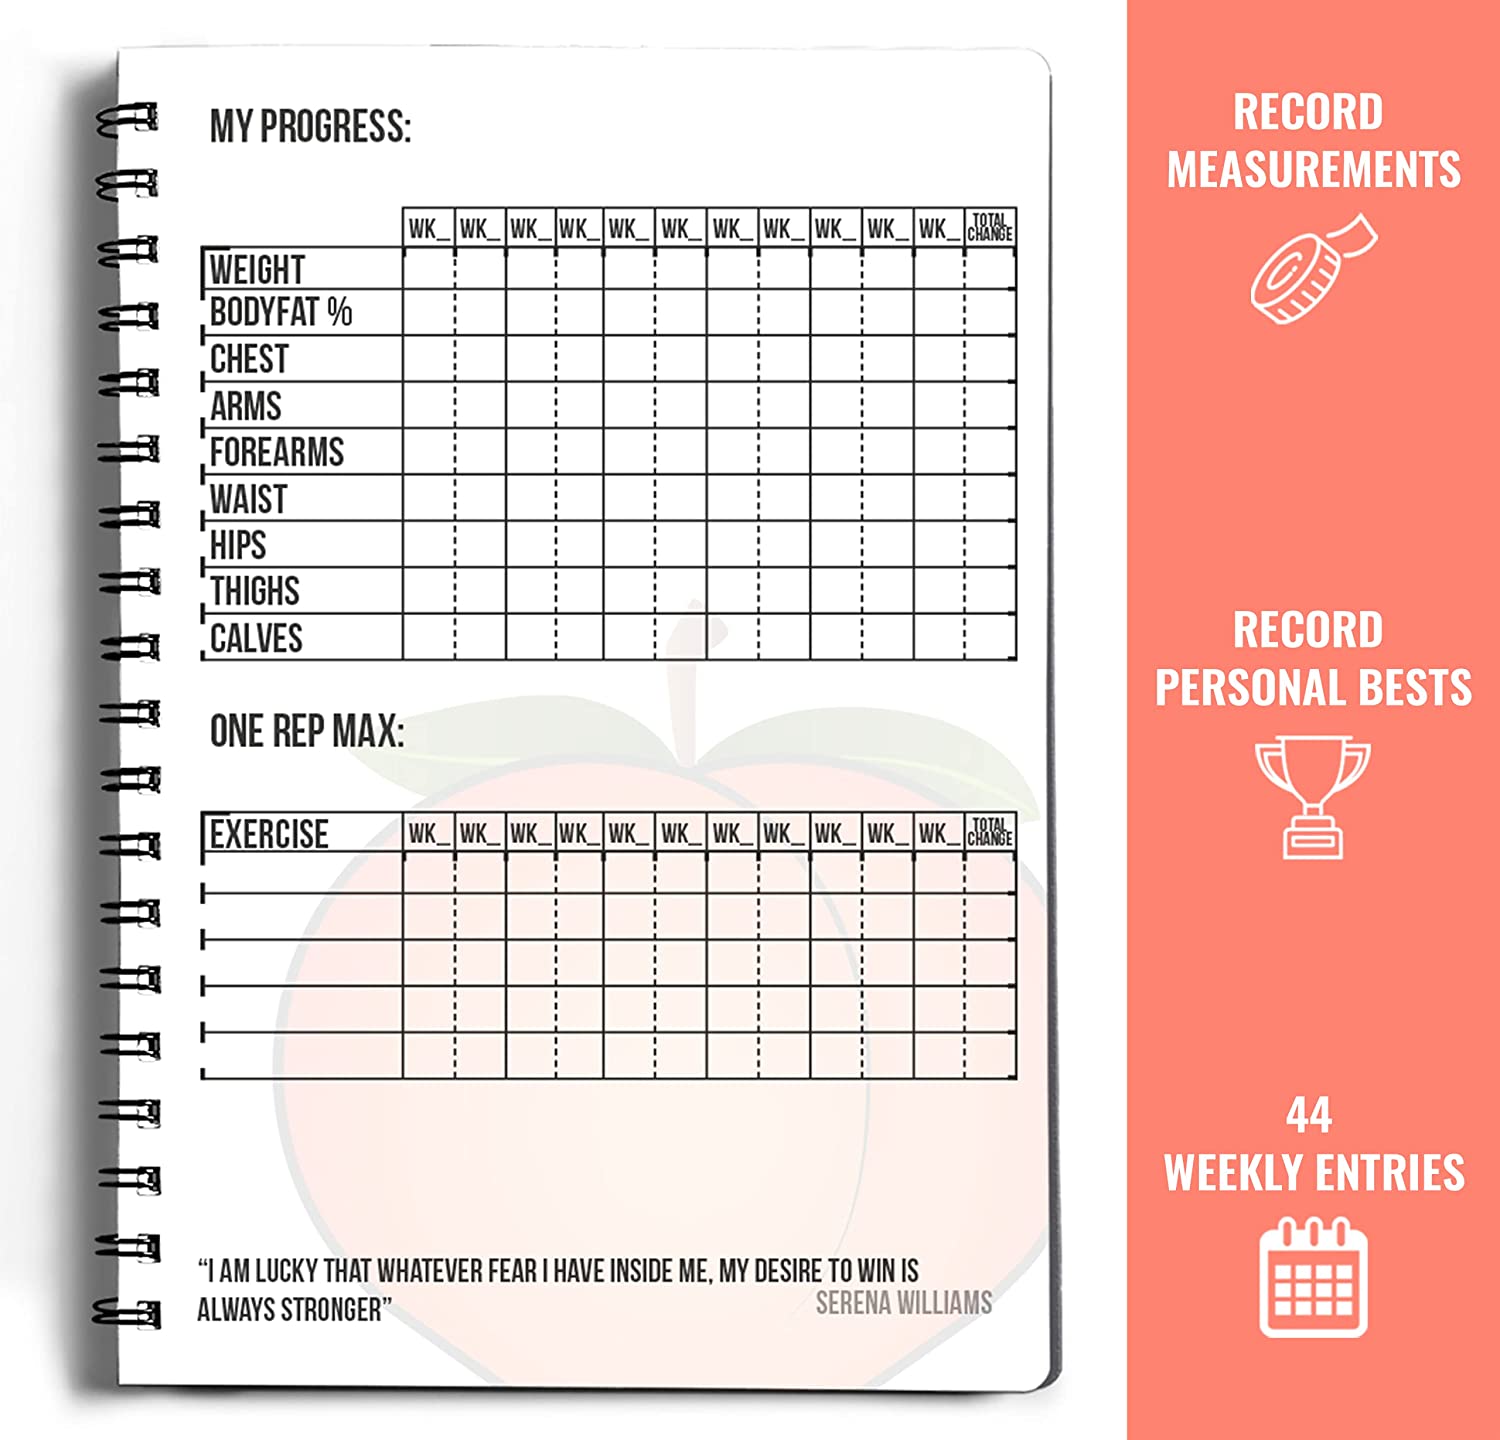 MY PROGRESS:
WK_ WK_ WK_ WK_ WK_ WK_ WK_ WK_ WK_ WK_ WK_ TOTAL CHANGE
WEIGHT
BODYFAT %
CHEST
ARMS
FOREARMS
WAIST
HIPS
THIGHS
CALVES
ONE REP MAX:
EXERCISE WK_ WK_ WK_ WK_ WK_ WK_ WK_ WK_ WK_ WK_ WK_ TOTAL CHANGE
“I AM LUCKY THAT WHATEVER FEAR I HAVE INSIDE ME, MY DESIRE TO WIN IS
ALWAYS STRONGER”
SERENA WILLIAMS
RECORD
MEASUREMENTS
RECORD
PERSONAL BESTS
44
WEEKLY ENTRIES